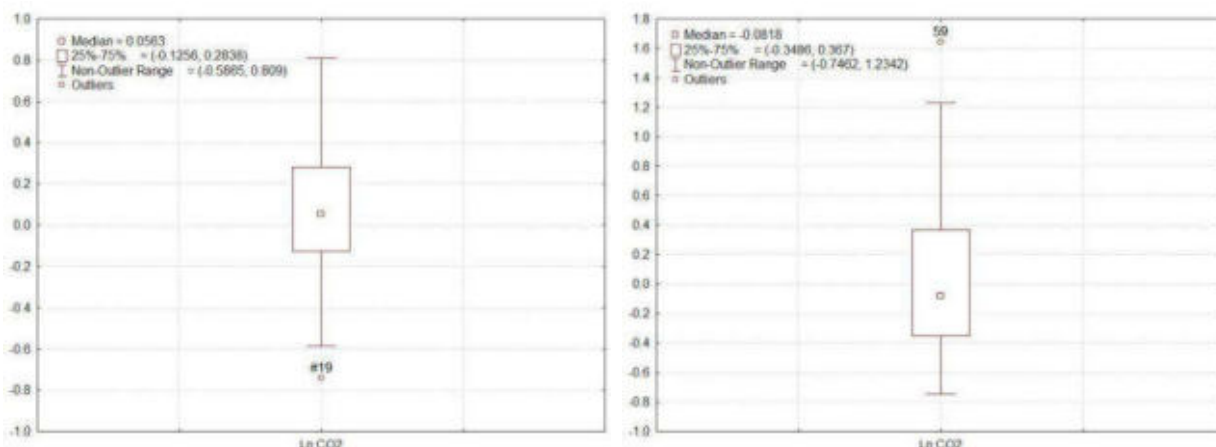 1.0
Median = 0.0563
25%-75% = (-0.1256, 0.2838)
Non-Outlier Range = (-0.5865, 0.809)
Outliers
0.8
0.6
0.4
0.2
0.0
-0.2
-0.4
-0.6
#19
-0.8
-1.0
Ln CO2
1.8
Median = -0.0818
59
25%-75% = (-0.3486, 0.367)
1.6
Non-Outlier Range = (-0.7462, 1.2342)
Outliers
1.4
1.2
1.0
0.8
0.6
0.4
0.2
0.0
-0.2
-0.4
-0.6
-0.8
-1.0
Ln CO2